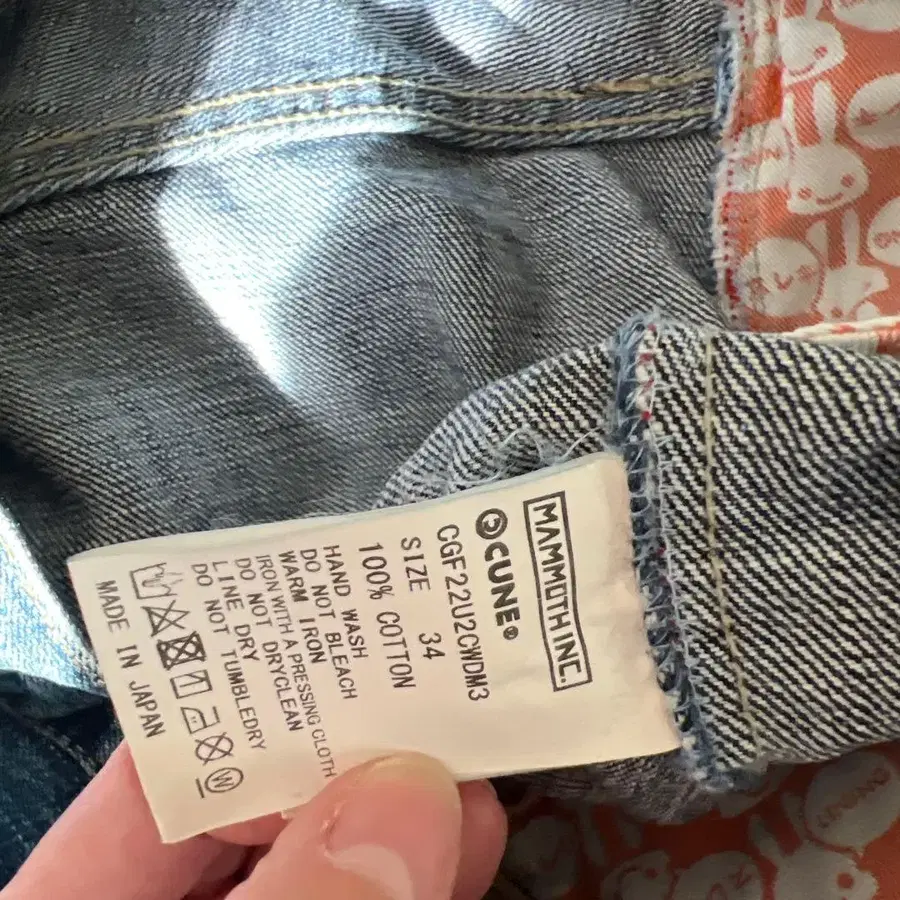 MAMMOTH INC.
CUNE®
CGF22U2CWDM3
SIZE 34
100% COTTON
HAND WASH
DO NOT BLEACH
WARM IRON
IRON WITH A PRESSING CLOTH
DO NOT DRYCLEAN
LINE DRY
DO NOT TUMBLEDRY
W
MADE IN JAPAN